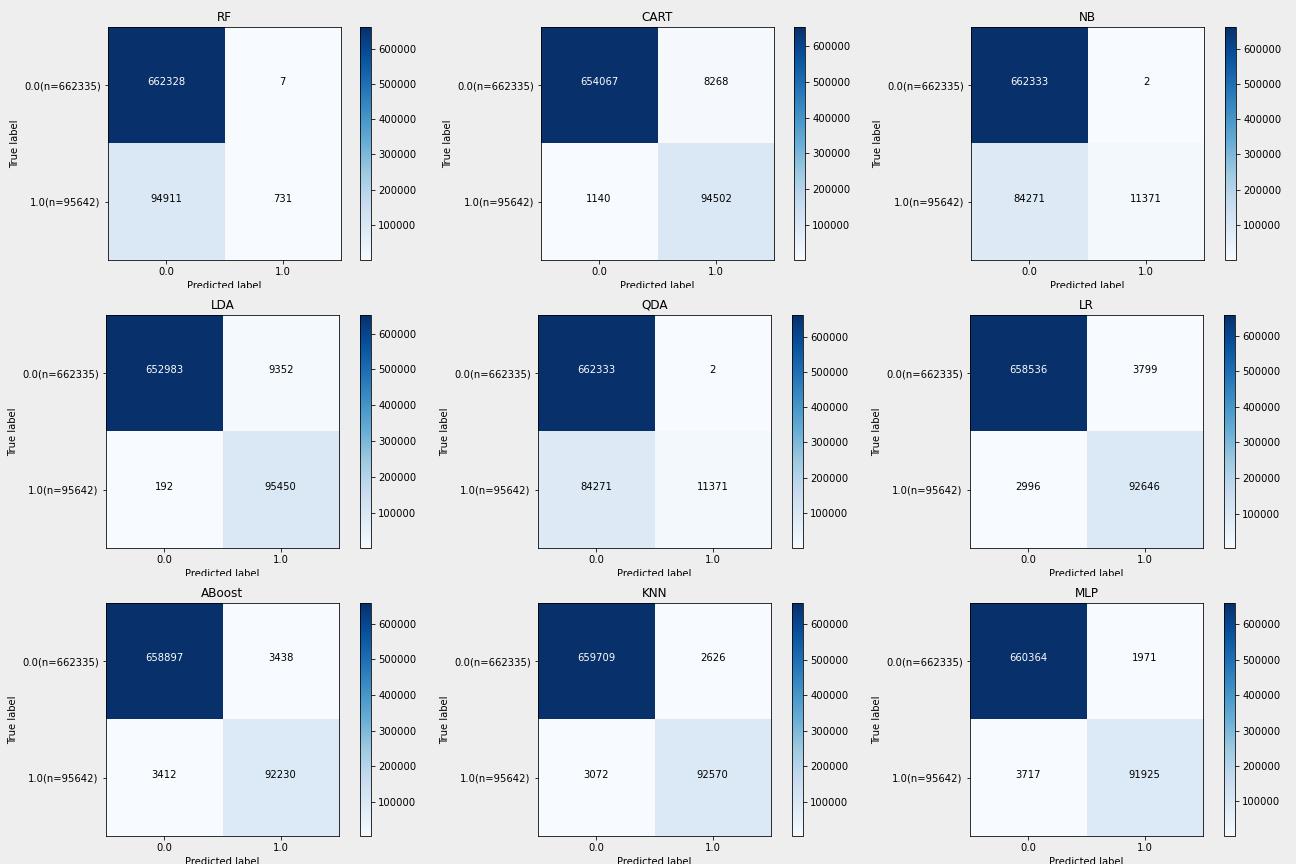 RF
CART
NB
600000
500000
400000
300000
200000
100000
0.0(n=662335)
662328
7
1.0(n=95642)
94911
731
True label
0.0
1.0
Predicted label
600000
500000
400000
300000
200000
100000
0.0(n=662335)
654067
8268
1.0(n=95642)
1140
94502
True label
0.0
1.0
Predicted label
600000
500000
400000
300000
200000
100000
0.0(n=662335)
662333
2
1.0(n=95642)
84271
11371
True label
0.0
1.0
Predicted label
LDA
QDA
LR
600000
500000
400000
300000
200000
100000
0.0(n=662335)
652983
9352
1.0(n=95642)
192
95450
True label
0.0
1.0
Predicted label
600000
500000
400000
300000
200000
100000
0.0(n=662335)
662333
2
1.0(n=95642)
84271
11371
True label
0.0
1.0
Predicted label
600000
500000
400000
300000
200000
100000
0.0(n=662335)
658536
3799
1.0(n=95642)
2996
92646
True label
0.0
1.0
Predicted label
ABoost
KNN
MLP
600000
500000
400000
300000
200000
100000
0.0(n=662335)
658897
3438
1.0(n=95642)
3412
92230
True label
0.0
1.0
Predicted label
600000
500000
400000
300000
200000
100000
0.0(n=662335)
659709
2626
1.0(n=95642)
3072
92570
True label
0.0
1.0
Predicted label
600000
500000
400000
300000
200000
100000
0.0(n=662335)
660364
1971
1.0(n=95642)
3717
91925
True label
0.0
1.0
Predicted label